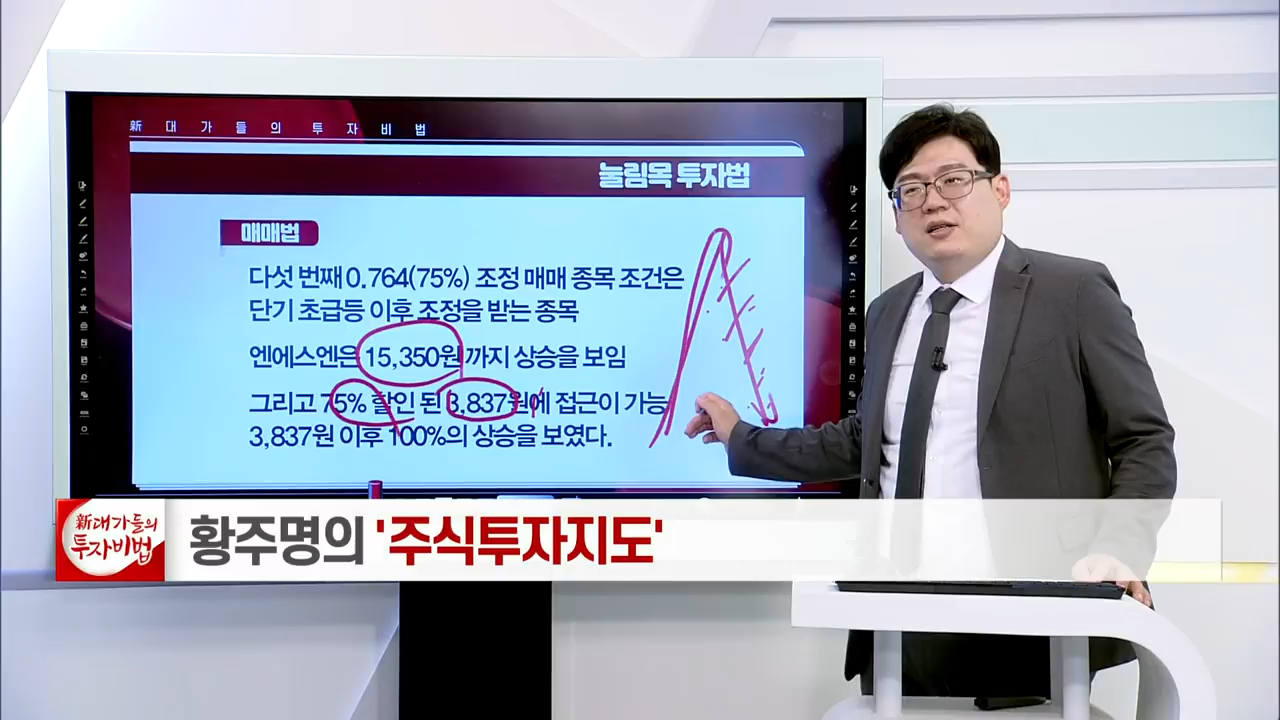 新 대 가 들 의 투 자 비 법
눌림목 투자법
매매법
다섯 번째 0.764(75%) 조정 매매 종목 조건은
단기 초급등 이후 조정을 받는 종목
엔에스엔은 15,350원 까지 상승을 보임
그리고 75% 할인 된 3,837원에 접근이 가능
3,837원 이후 100%의 상승을 보였다.
新대가들의
투자비법
황주명의 '주식투자지도'